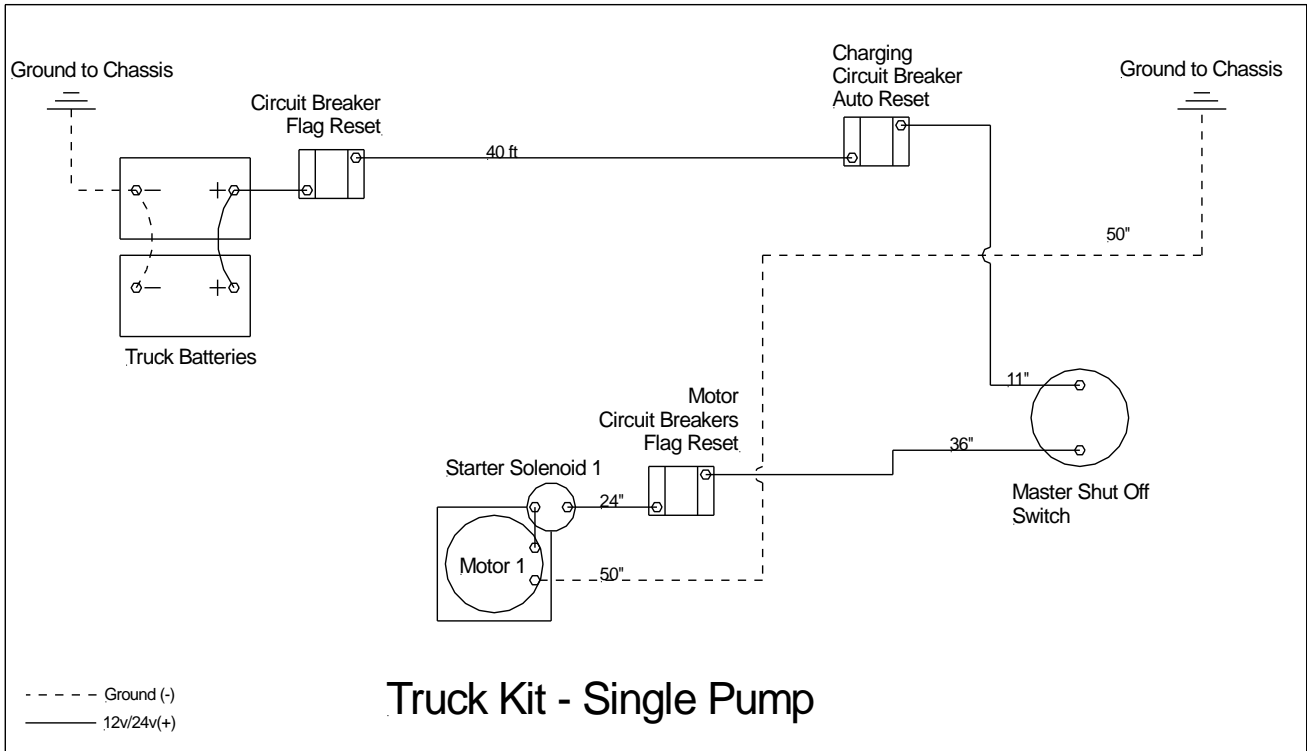 Ground to Chassis
Circuit Breaker
Flag Reset
40 ft
Charging
Circuit Breaker
Auto Reset
Ground to Chassis
50"
Truck Batteries
11"
Motor
Circuit Breakers
Flag Reset
36"
Master Shut Off
Switch
Starter Solenoid 1
24"
Motor 1
50"
Ground (-)
12v/24v(+)
Truck Kit - Single Pump